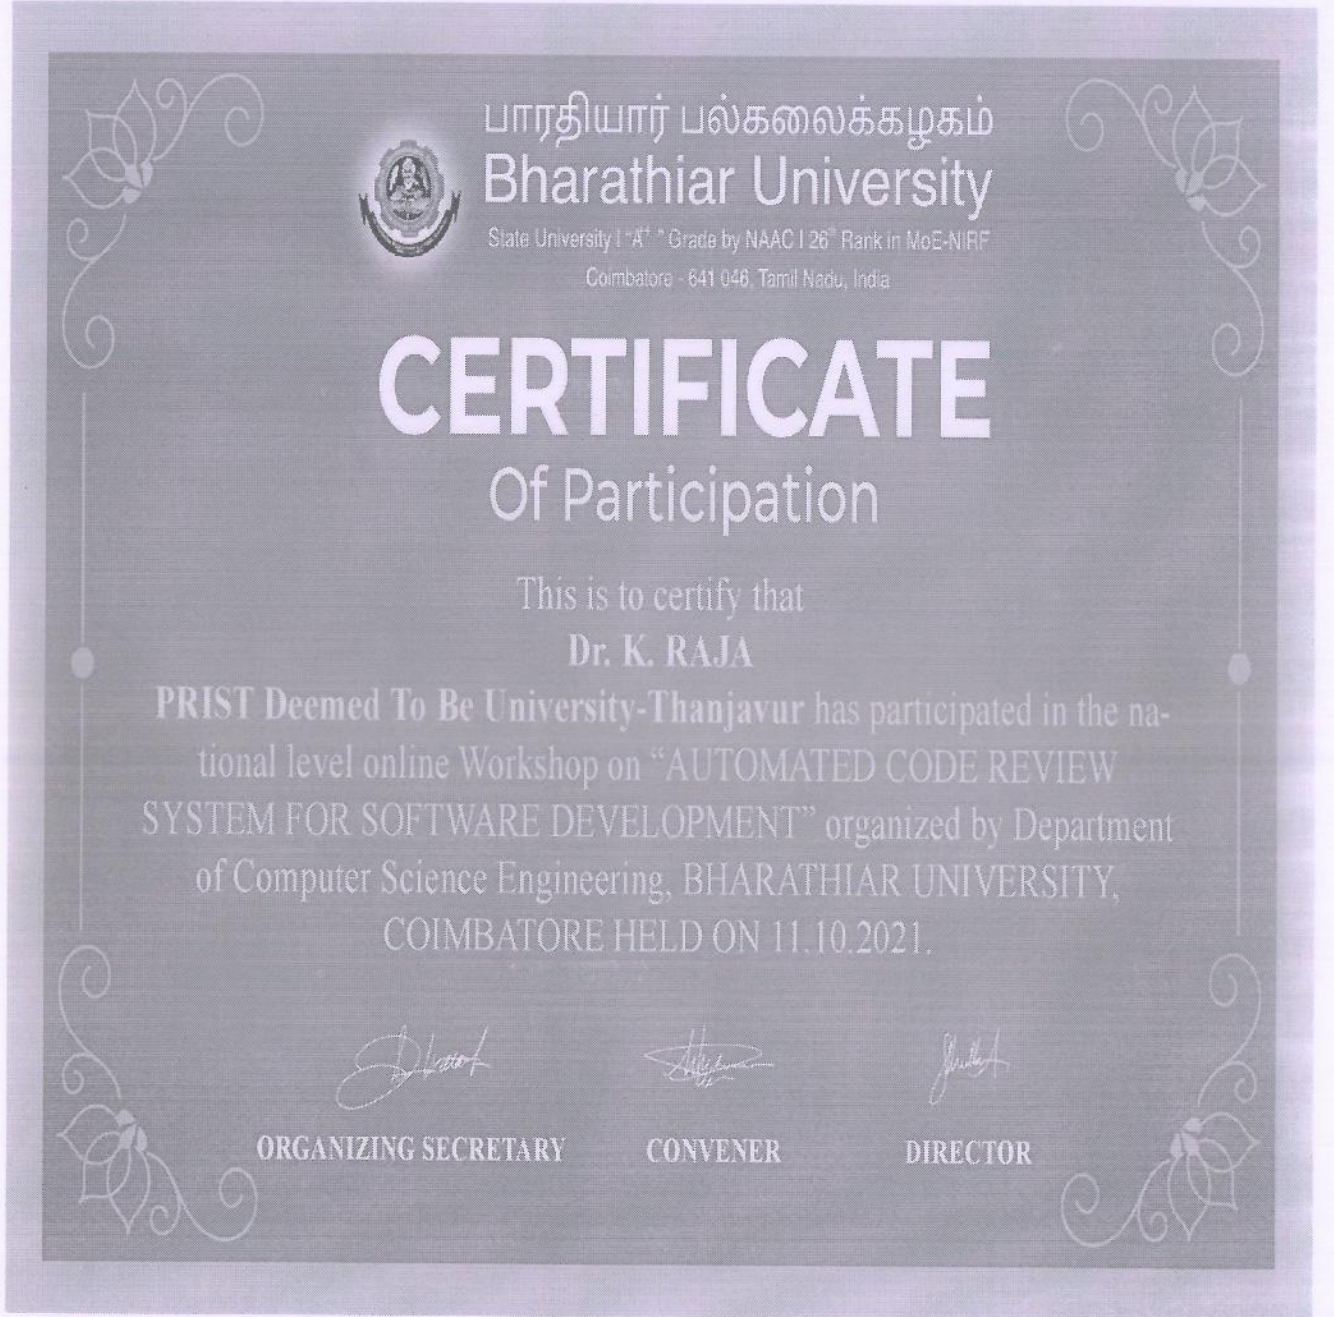 பாரதியார் பல்கலைக்கழகம்
Bharathiar University
State University | "A+" Grade by NAAC | 26th Rank in MoE-NIRF
Coimbatore - 641 046, Tamil Nadu, India
CERTIFICATE
Of Participation
This is to certify that
Dr. K. RAJA
PRIST Deemed To Be University-Thanjavur has participated in the na-
tional level online Workshop on “AUTOMATED CODE REVIEW
SYSTEM FOR SOFTWARE DEVELOPMENT” organized by Department
of Computer Science Engineering, BHARATHIAR UNIVERSITY,
COIMBATORE HELD ON 11.10.2021.
ORGANIZING SECRETARY CONVENER DIRECTOR